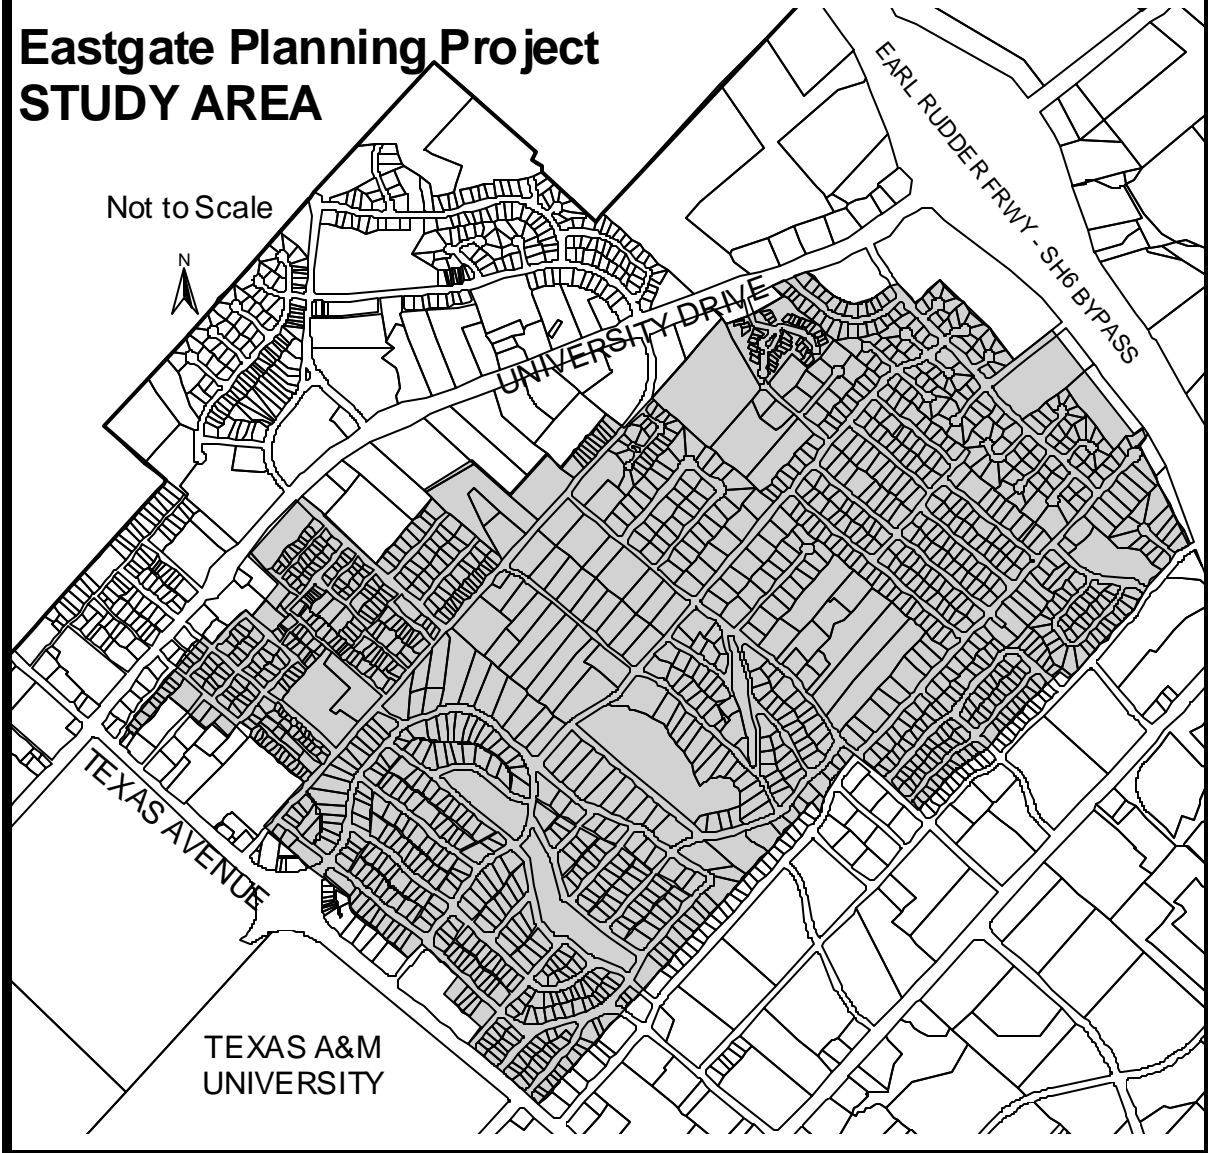 Eastgate Planning Project
STUDY AREA
EARL RUDDER FRWY - SH6 BYPASS
Not to Scale
N
UNIVERSITY DRIVE
TEXAS AVENUE
TEXAS A&M
UNIVERSITY